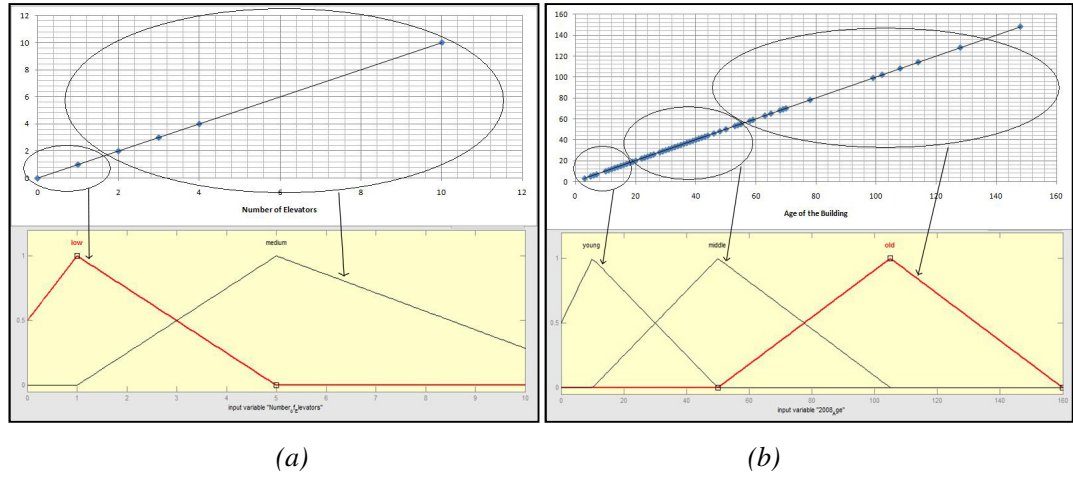 12
10
8
6
4
2
0
0 2 4 6 8 10 12
Number of Elevators
low medium
1
0.5
0
0 1 2 3 4 5 6 7 8 9 10
input variable "Number_of_Elevators"
160
140
120
100
80
60
40
20
0
0 20 40 60 80 100 120 140 160
Age of the Building
young middle old
1
0.5
0
0 20 40 60 80 100 120 140 160
input variable "2008_Age"
(a) (b)